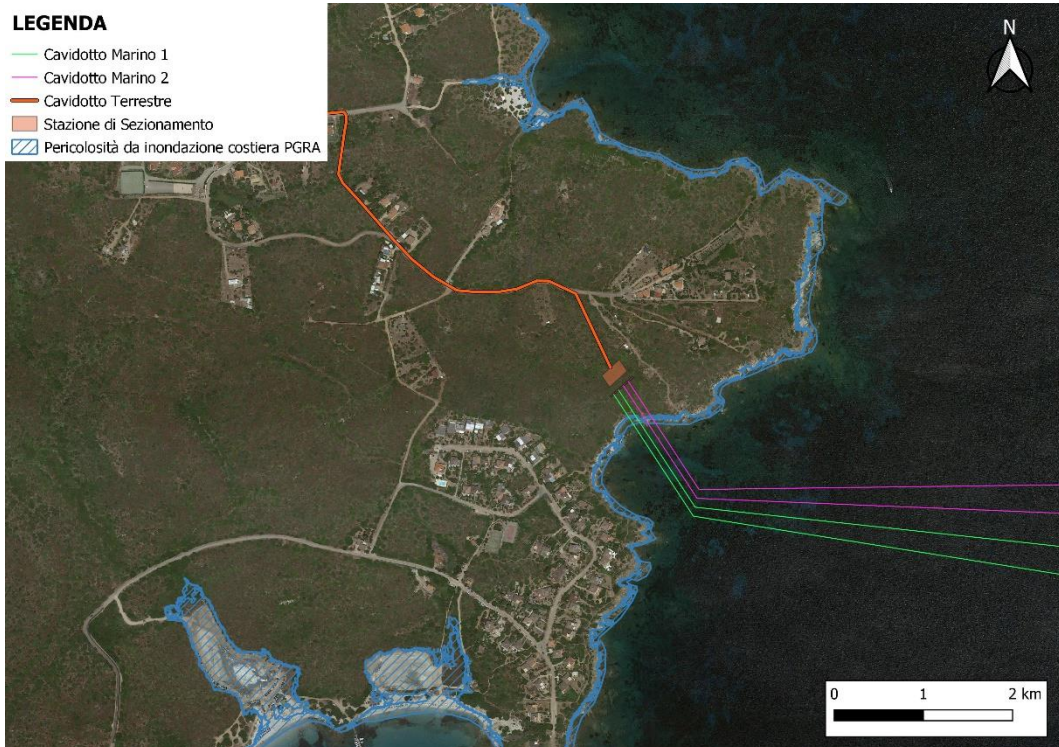 LEGENDA
Cavidotto Marino 1
Cavidotto Marino 2
Cavidotto Terrestre
Stazione di Sezionamento
Pericolosità da inondazione costiera PGRA
N
0 1 2 km